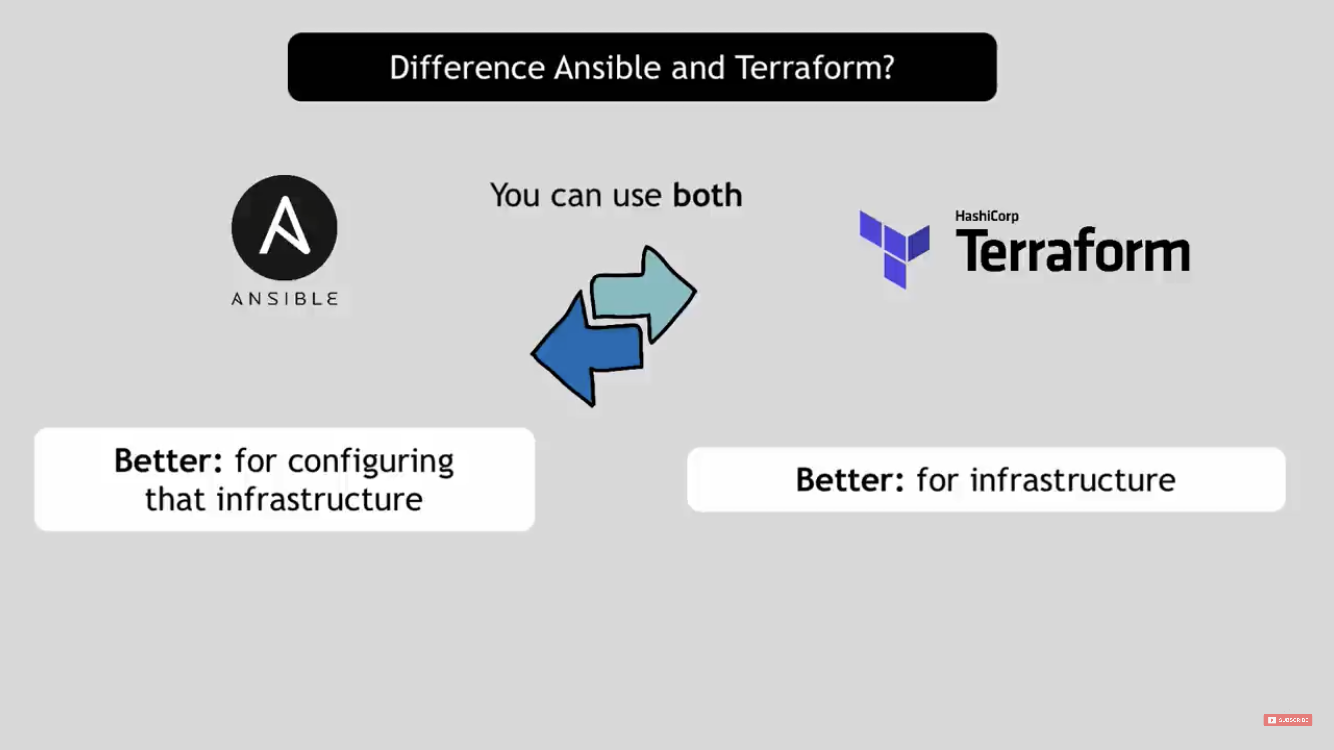 Difference Ansible and Terraform?
You can use both
ANSIBLE
HashiCorp
Terraform
Better: for configuring
that infrastructure
Better: for infrastructure
SUBSCRIBE